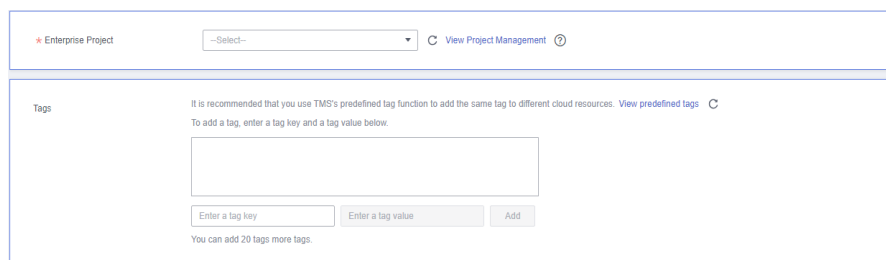 * Enterprise Project
--Select--
View Project Management
Tags
It is recommended that you use TMS's predefined tag function to add the same tag to different cloud resources. View predefined tags
To add a tag, enter a tag key and a tag value below.
Enter a tag key
Enter a tag value
Add
You can add 20 tags more tags.